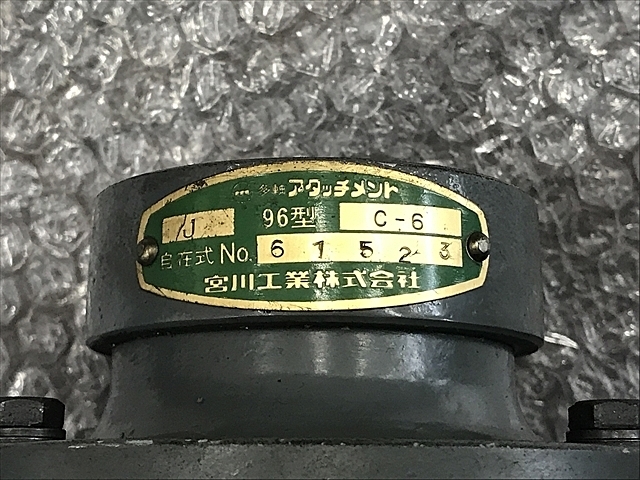 多軸アタッチメント
J 96型 C-6
自在式 No. 61523
宮川工業株式会社